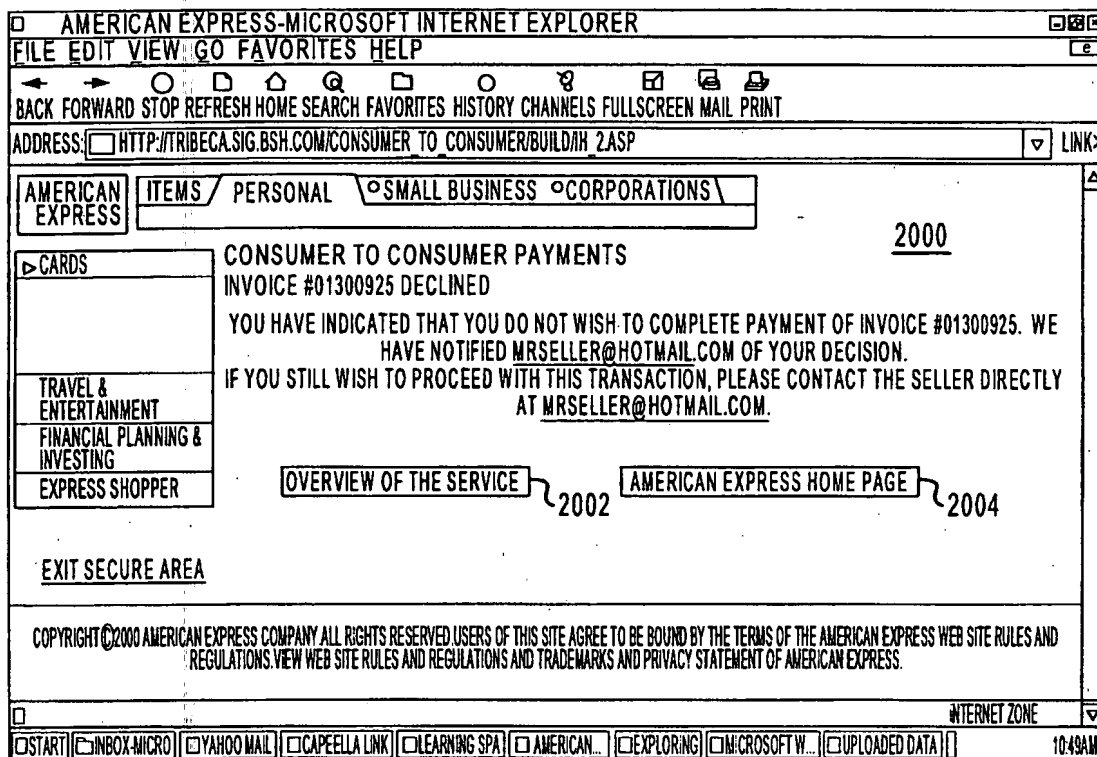 AMERICAN EXPRESS-MICROSOFT INTERNET EXPLORER
FILE EDIT VIEW GO FAVORITES HELP
e
BACK FORWARD STOP REFRESH HOME SEARCH FAVORITES HISTORY CHANNELS FULLSCREEN MAIL PRINT
ADDRESS: HTTP://TRIBECA.SIG.BSH.COM/CONSUMER_TO_CONSUMER/BUILD/IH_2.ASP LINK>
AMERICAN EXPRESS
ITEMS PERSONAL SMALL BUSINESS CORPORATIONS
2000
CARDS
TRAVEL &
ENTERTAINMENT
FINANCIAL PLANNING &
INVESTING
EXPRESS SHOPPER
CONSUMER TO CONSUMER PAYMENTS
INVOICE #01300925 DECLINED
YOU HAVE INDICATED THAT YOU DO NOT WISH TO COMPLETE PAYMENT OF INVOICE #01300925. WE
HAVE NOTIFIED MRSELLER@HOTMAIL.COM OF YOUR DECISION.
IF YOU STILL WISH TO PROCEED WITH THIS TRANSACTION, PLEASE CONTACT THE SELLER DIRECTLY
AT MRSELLER@HOTMAIL.COM.
OVERVIEW OF THE SERVICE 2002 AMERICAN EXPRESS HOME PAGE 2004
EXIT SECURE AREA
COPYRIGHT©2000 AMERICAN EXPRESS COMPANY ALL RIGHTS RESERVED.USERS OF THIS SITE AGREE TO BE BOUND BY THE TERMS OF THE AMERICAN EXPRESS WEB SITE RULES AND
REGULATIONS.VIEW WEB SITE RULES AND REGULATIONS AND TRADEMARKS AND PRIVACY STATEMENT OF AMERICAN EXPRESS.
INTERNET ZONE
START INBOX-MICRO YAHOO MAIL CAPEELLA LINK LEARNING SPA AMERICAN... EXPLORING MICROSOFT W... UPLOADED DATA 10:49AM